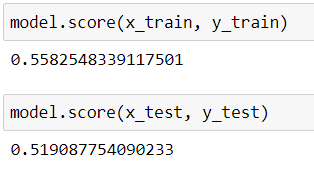 model.score(x_train, y_train)
0.5582548339117501
model.score(x_test, y_test)
0.519087754090233